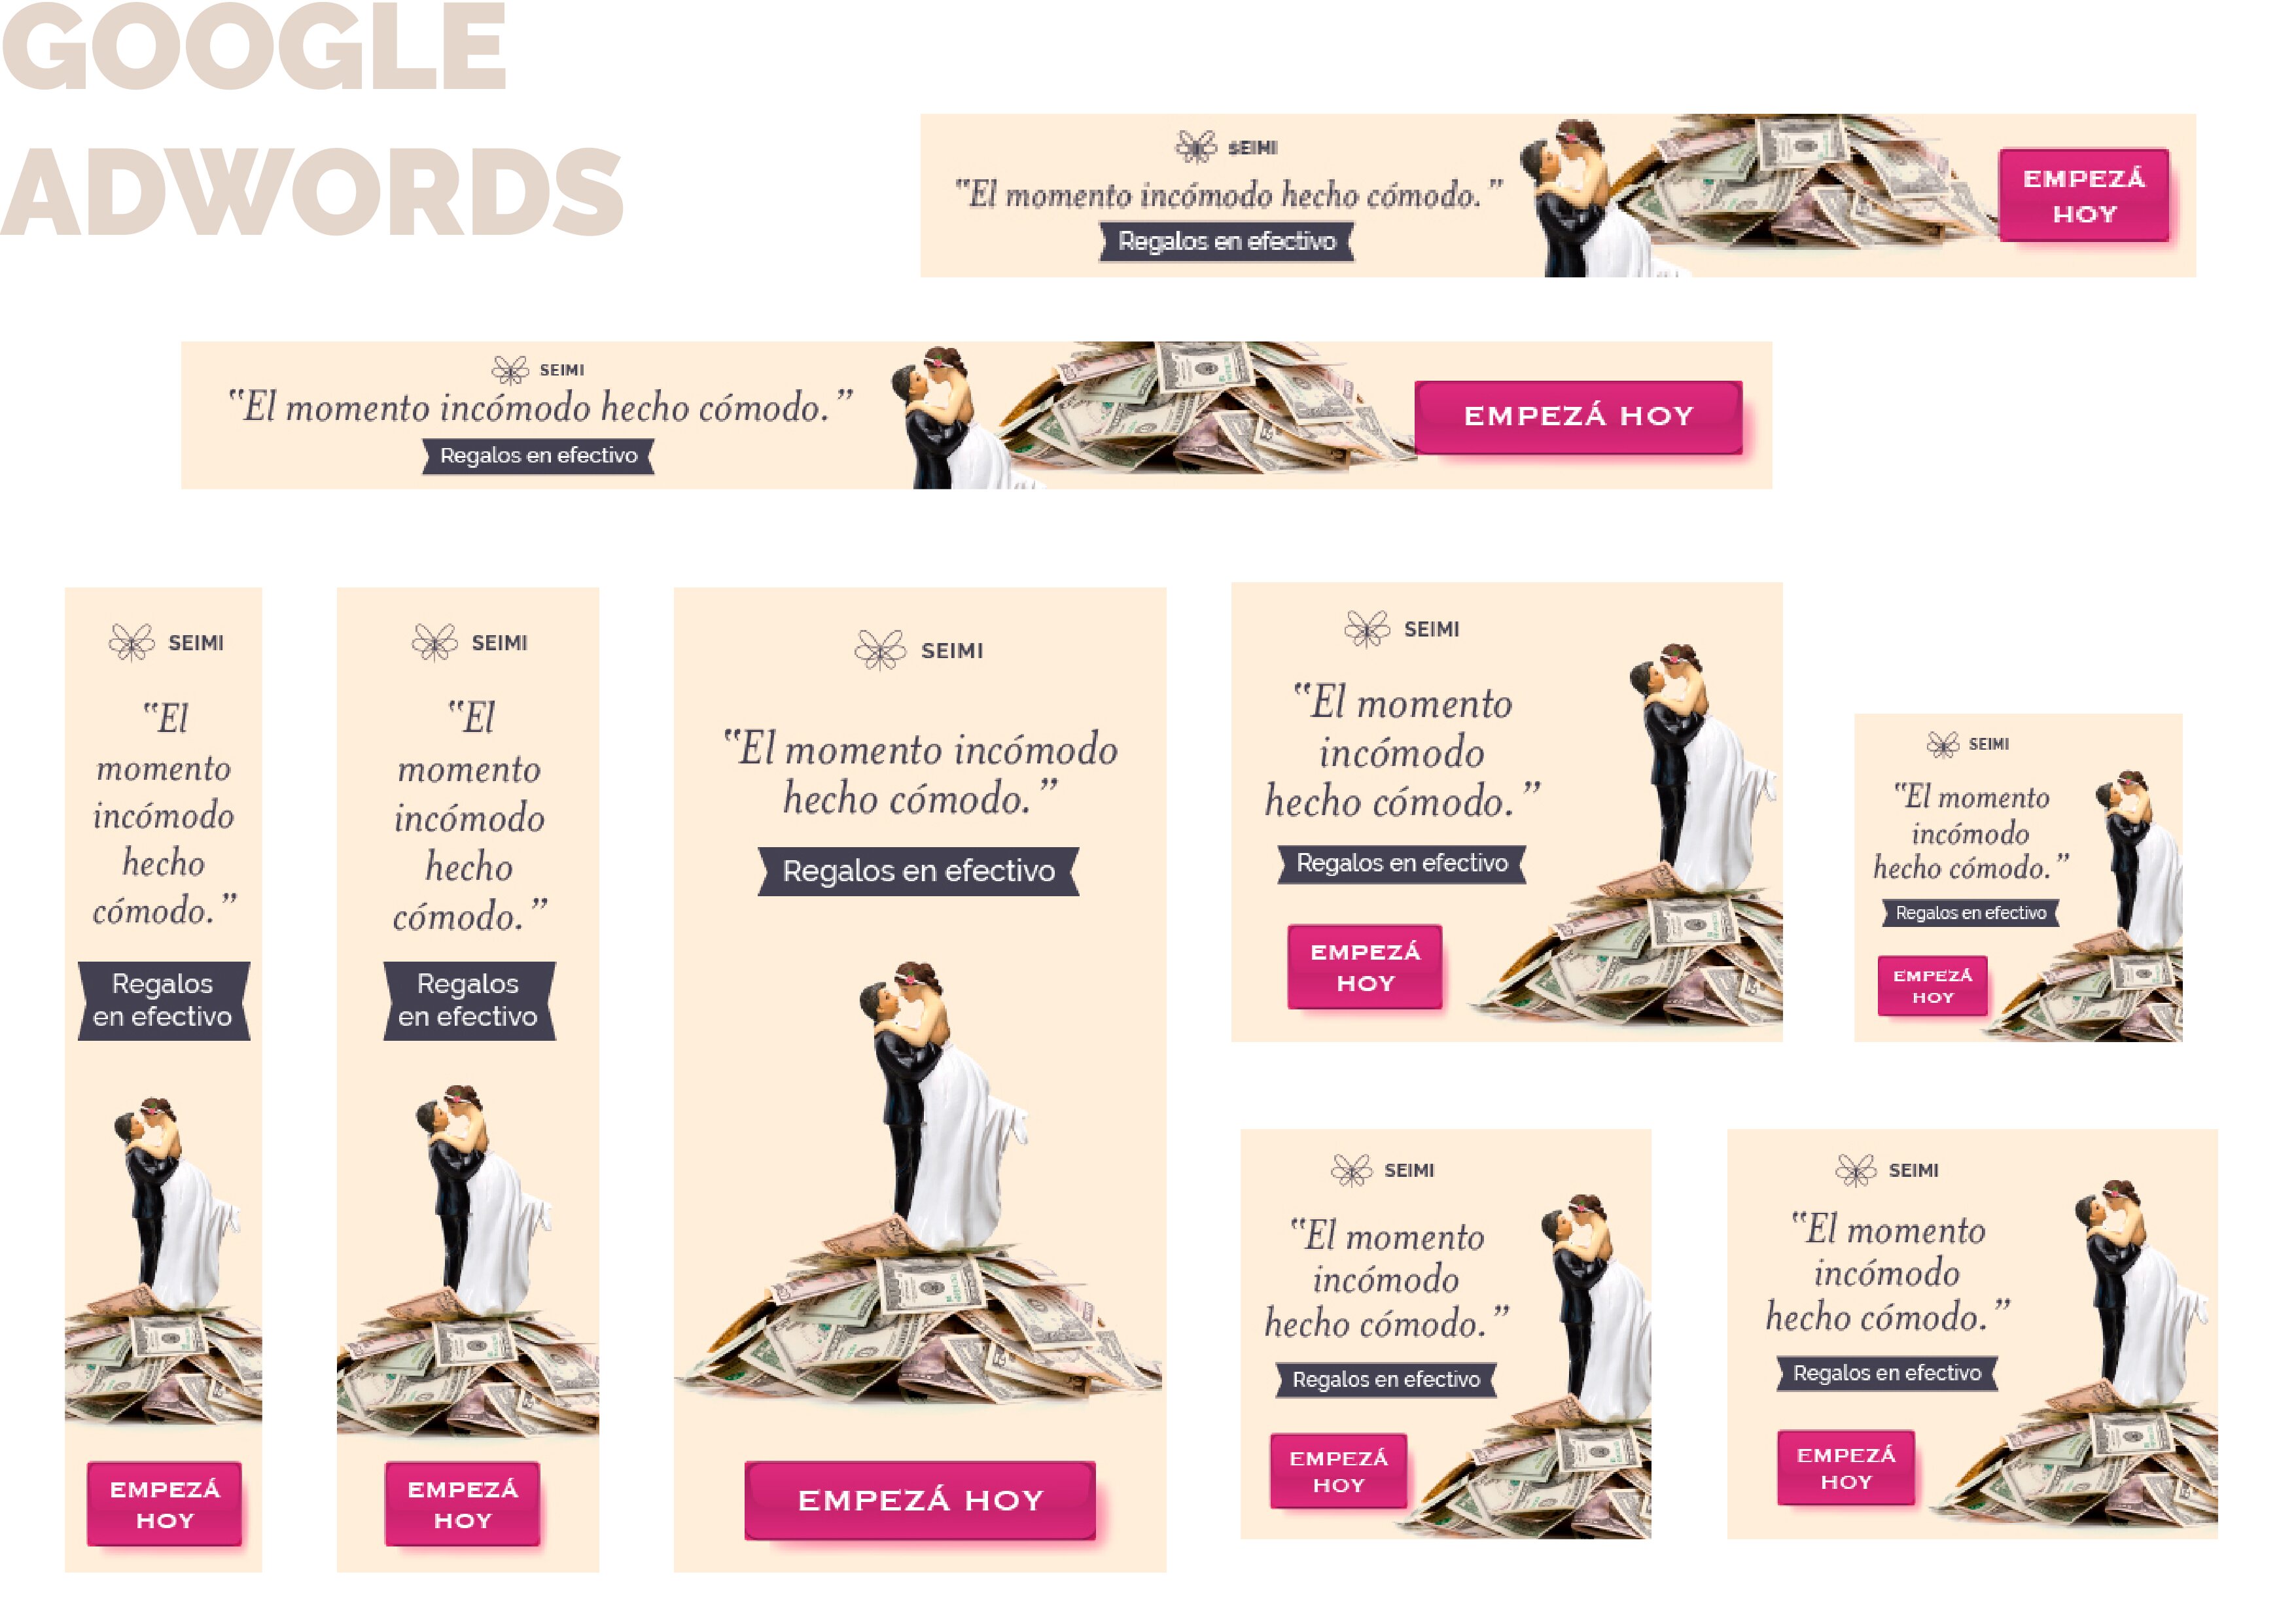 GOOGLE
ADWORDS
SEIMI
“El momento incómodo hecho cómodo.”
Regalos en efectivo
EMPEZÁ
HOY
SEIMI
“El momento incómodo hecho cómodo.”
Regalos en efectivo
EMPEZÁ HOY
SEIMI
“El
momento
incómodo
hecho
cómodo.”
Regalos
en efectivo
EMPEZÁ
HOY
SEIMI
“El
momento
incómodo
hecho
cómodo.”
Regalos
en efectivo
EMPEZÁ
HOY
SEIMI
“El momento incómodo
hecho cómodo.”
Regalos en efectivo
EMPEZÁ HOY
SEIMI
“El momento
incómodo
hecho cómodo.”
Regalos en efectivo
EMPEZÁ
HOY
SEIMI
“El momento
incómodo
hecho cómodo.”
Regalos en efectivo
EMPEZÁ
HOY
SEIMI
“El momento
incómodo
hecho cómodo.”
Regalos en efectivo
EMPEZÁ
HOY
SEIMI
“El momento
incómodo
hecho cómodo.”
Regalos en efectivo
EMPEZÁ
HOY